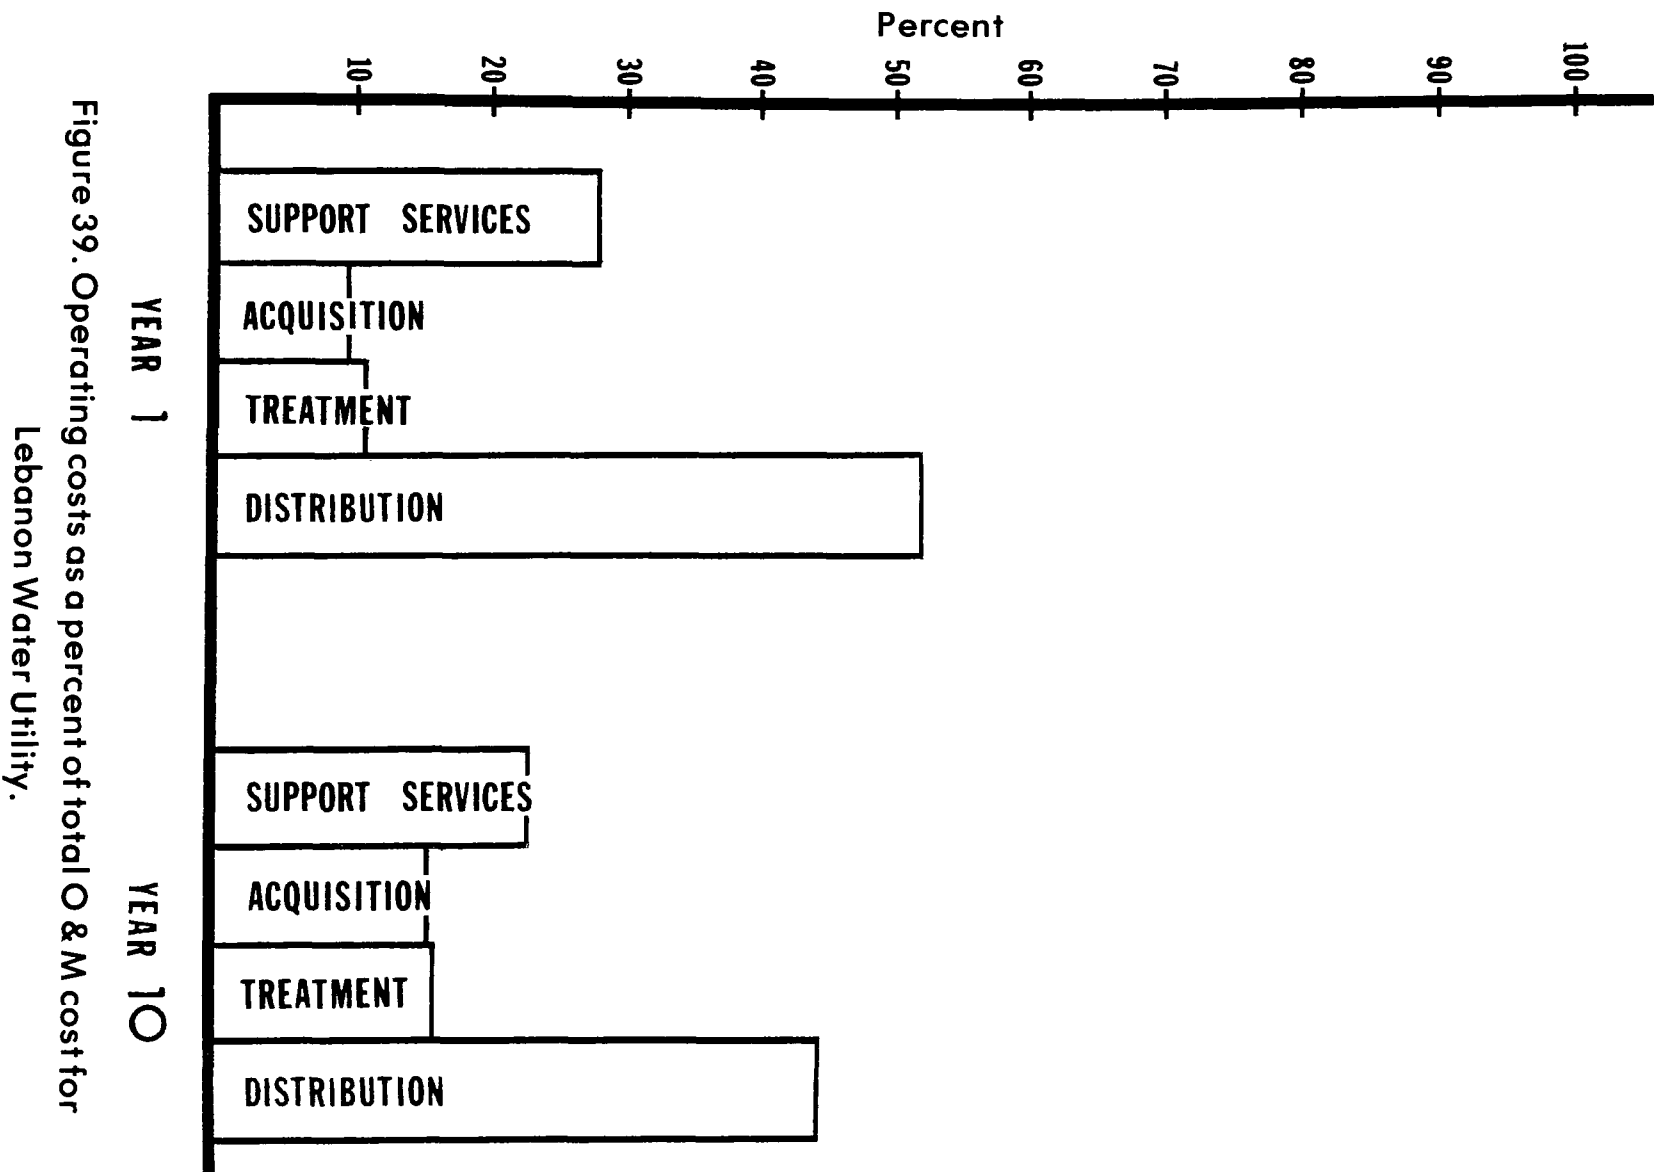 Percent
10
20
30
40
50
60
70
80
90
100
SUPPORT SERVICES
ACQUISITION
TREATMENT
DISTRIBUTION
YEAR 1
SUPPORT SERVICES
ACQUISITION
TREATMENT
DISTRIBUTION
YEAR 10
Figure 39. Operating costs as a percent of total O & M cost for
Lebanon Water Utility.